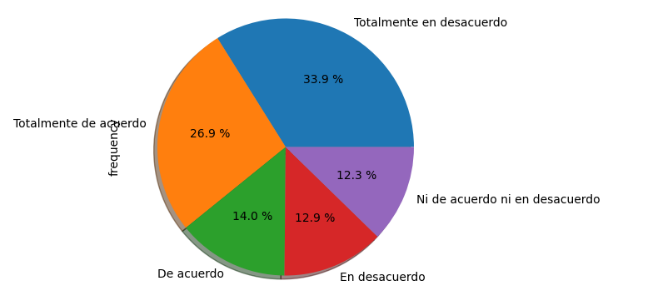 Totalmente en desacuerdo
33.9 %
Totalmente de acuerdo
26.9 %
frequency
12.3 %
Ni de acuerdo ni en desacuerdo
14.0 %
12.9 %
De acuerdo
En desacuerdo